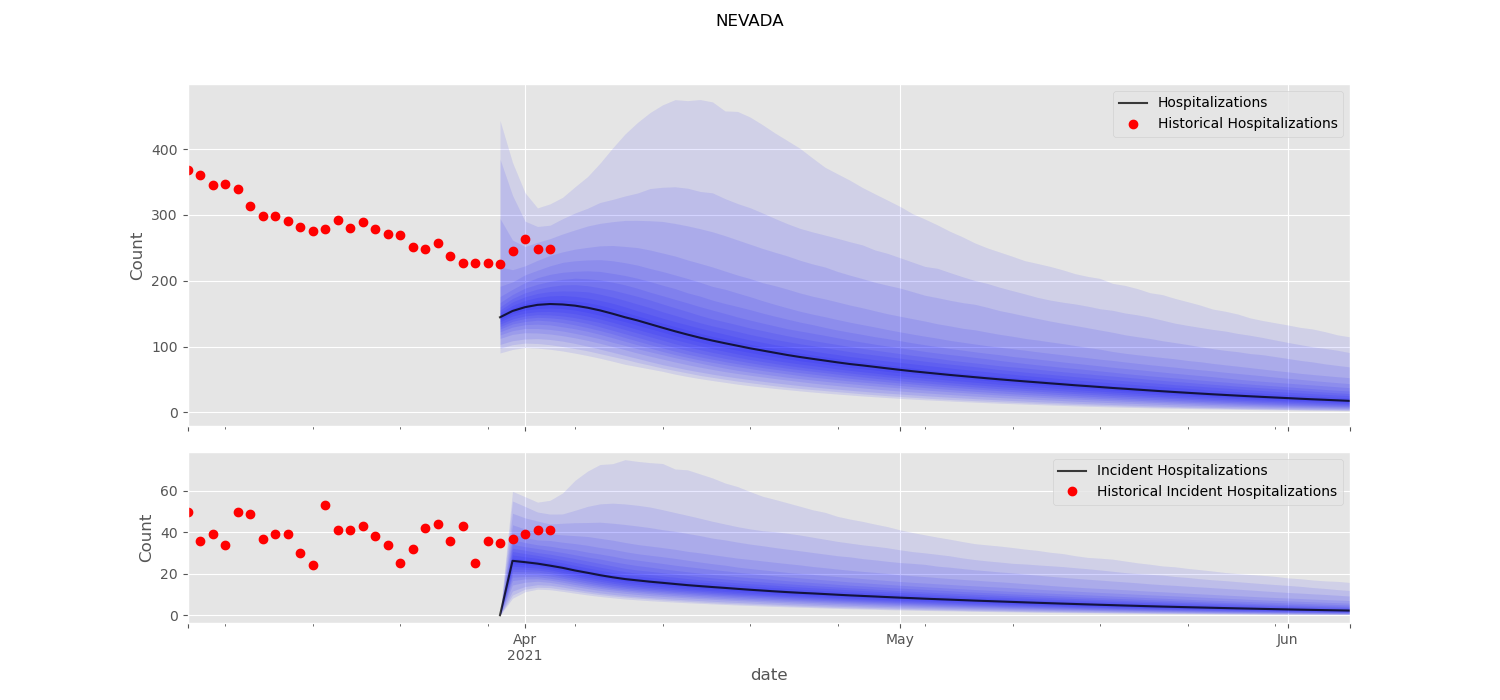 NEVADA
Hospitalizations
Historical Hospitalizations
400
300
200
100
0
Count
Incident Hospitalizations
Historical Incident Hospitalizations
60
40
20
0
Count
Apr
2021
May
Jun
date